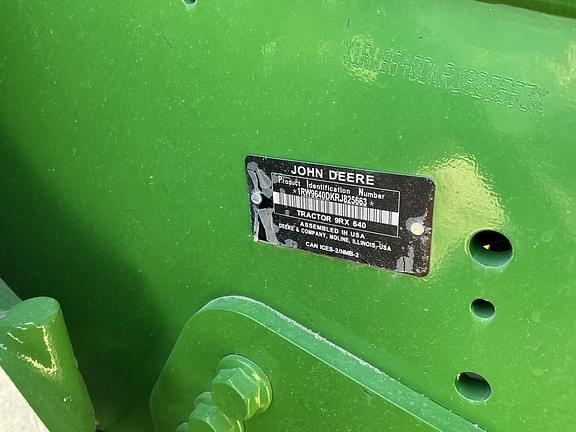 JOHN DEERE
Product Identification Number
*1RW9640DKRJ825663*
TRACTOR 9RX 640
ASSEMBLED IN USA
DEERE & COMPANY, MOLINE, ILLINOIS, USA
CAN ICES-2/NMB-2